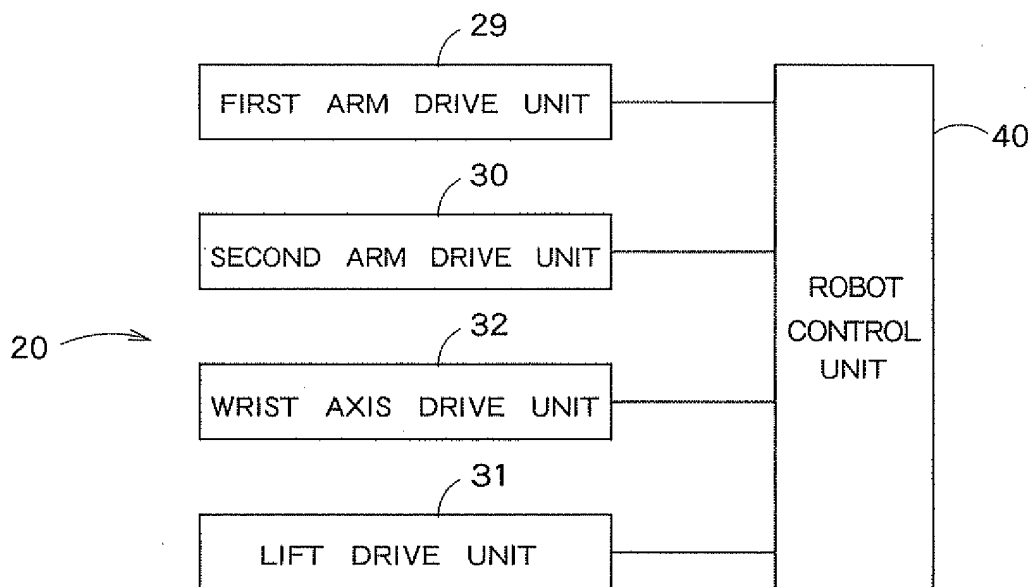 29
FIRST ARM DRIVE UNIT
40
30
SECOND ARM DRIVE UNIT
ROBOT
CONTROL
UNIT
20
32
WRIST AXIS DRIVE UNIT
31
LIFT DRIVE UNIT